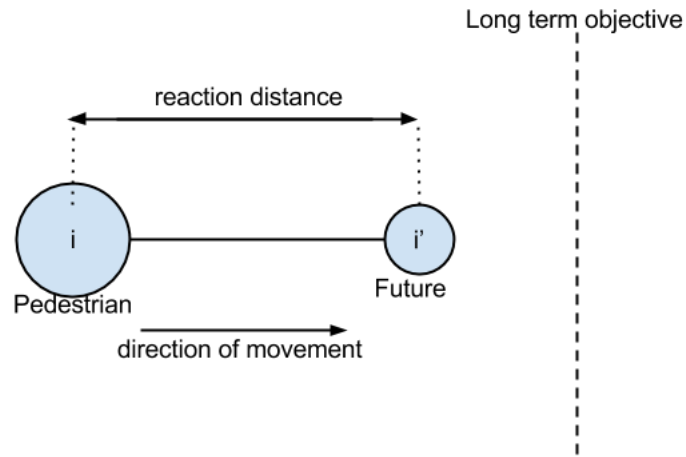 Long term objective
reaction distance
i
i'
Pedestrian
Future
direction of movement